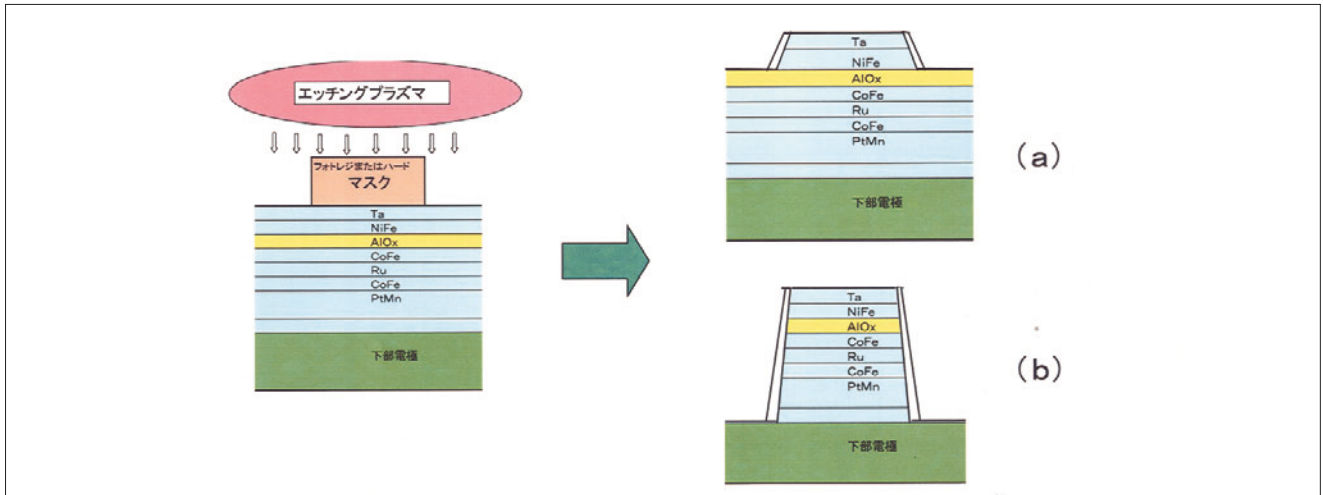 エッチングプラズマ
フォトレジまたはハード
マスク
Ta
NiFe
AlOx
CoFe
Ru
CoFe
PtMn
下部電極
Ta
NiFe
AlOx
CoFe
Ru
CoFe
PtMn
下部電極
(a)
Ta
NiFe
AlOx
CoFe
Ru
CoFe
PtMn
下部電極
(b)